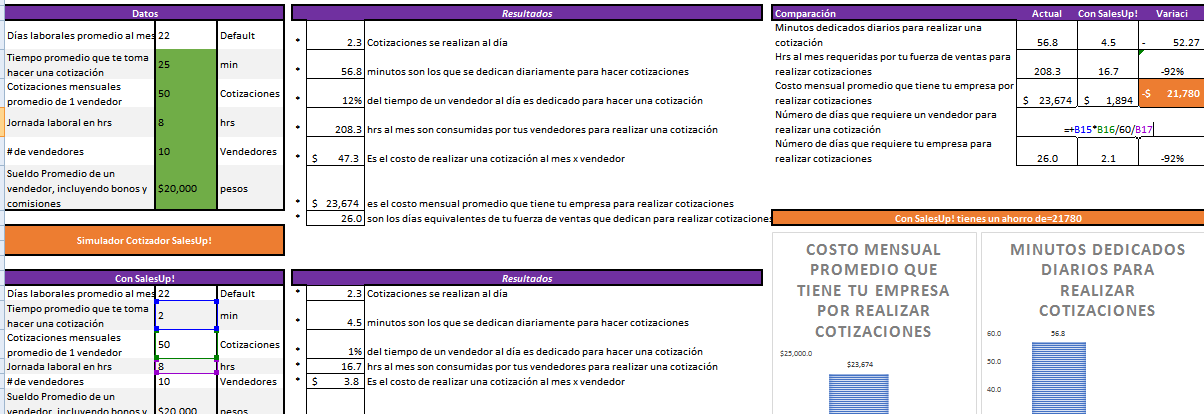 Datos
Días laborales promedio al mes 22 Default
Tiempo promedio que te toma
hacer una cotización 25 min
Cotizaciones mensuales
promedio de 1 vendedor 50 Cotizaciones
Jornada laboral en hrs 8 hrs
# de vendedores 10 Vendedores
Sueldo Promedio de un
vendedor, incluyendo bonos y
comisiones $20,000 pesos
Simulador Cotizador SalesUp!
Resultados
* 2.3 Cotizaciones se realizan al día
* 56.8 minutos son los que se dedican diariamente para hacer cotizaciones
* 12% del tiempo de un vendedor al día es dedicado para hacer una cotización
* 208.3 hrs al mes son consumidas por tus vendedores para realizar una cotización
* $ 47.3 Es el costo de realizar una cotización al mes x vendedor
* $ 23,674 es el costo mensual promedio que tiene tu empresa para realizar cotizaciones
* 26.0 son los días equivalentes de tu fuerza de ventas que dedican para realizar cotizaciones
Comparación Actual Con SalesUp! Variaci
Minutos dedicados diarios para realizar una
cotización 56.8 4.5 - 52.27
Hrs al mes requeridas por tu fuerza de ventas para
realizar cotizaciones 208.3 16.7 -92%
Costo mensual promedio que tiene tu empresa por
realizar cotizaciones $ 23,674 $ 1,894 -$ 21,780
Número de días que requiere un vendedor para
realizar una cotización =+B15*B16/60/B17
Número de días que requiere tu empresa para
realizar cotizaciones 26.0 2.1 -92%
Con SalesUp! tienes un ahorro de=21780
Con SalesUp!
Días laborales promedio al mes 22 Default
Tiempo promedio que te toma
hacer una cotización 2 min
Cotizaciones mensuales
promedio de 1 vendedor 50 Cotizaciones
Jornada laboral en hrs 8 hrs
# de vendedores 10 Vendedores
Sueldo Promedio de un
vendedor, incluyendo bonos y $20,000 pesos
Resultados
* 2.3 Cotizaciones se realizan al día
* 4.5 minutos son los que se dedican diariamente para hacer cotizaciones
* 1% del tiempo de un vendedor al día es dedicado para hacer una cotización
* 16.7 hrs al mes son consumidas por tus vendedores para realizar una cotización
* $ 3.8 Es el costo de realizar una cotización al mes x vendedor
COSTO MENSUAL
PROMEDIO QUE
TIENE TU EMPRESA
POR REALIZAR
COTIZACIONES
$25,000.0
$23,674
MINUTOS DEDICADOS
DIARIOS PARA
REALIZAR
COTIZACIONES
60.0
56.8
50.0
40.0